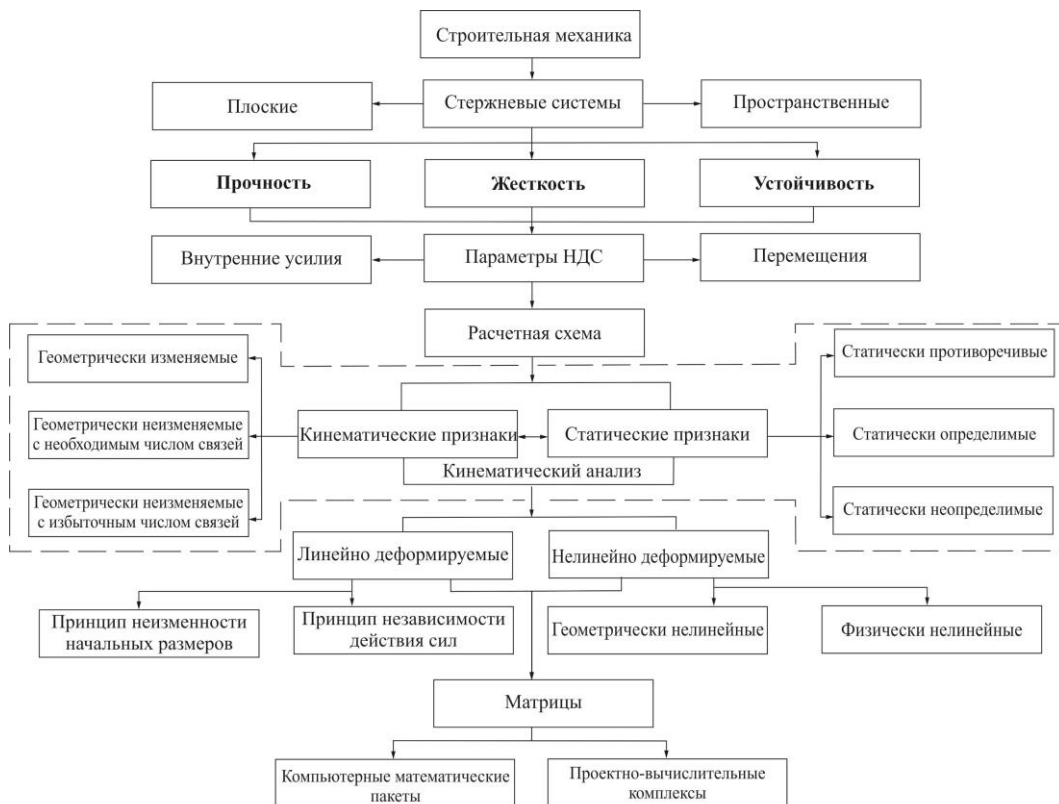 Строительная механика
Плоские
Стержневые системы
Пространственные
Прочность
Жесткость
Устойчивость
Внутренние усилия
Параметры НДС
Перемещения
Расчетная схема
Геометрически изменяемые
Статически противоречивые
Геометрически неизменяемые
с необходимым числом связей
Кинематические признаки
Статические признаки
Статически определимые
Кинематический анализ
Геометрически неизменяемые
с избыточным числом связей
Статически неопределимые
Линейно деформируемые
Нелинейно деформируемые
Принцип неизменности
начальных размеров
Принцип независимости
действия сил
Геометрически нелинейные
Физически нелинейные
Матрицы
Компьютерные математические
пакеты
Проектно-вычислительные
комплексы